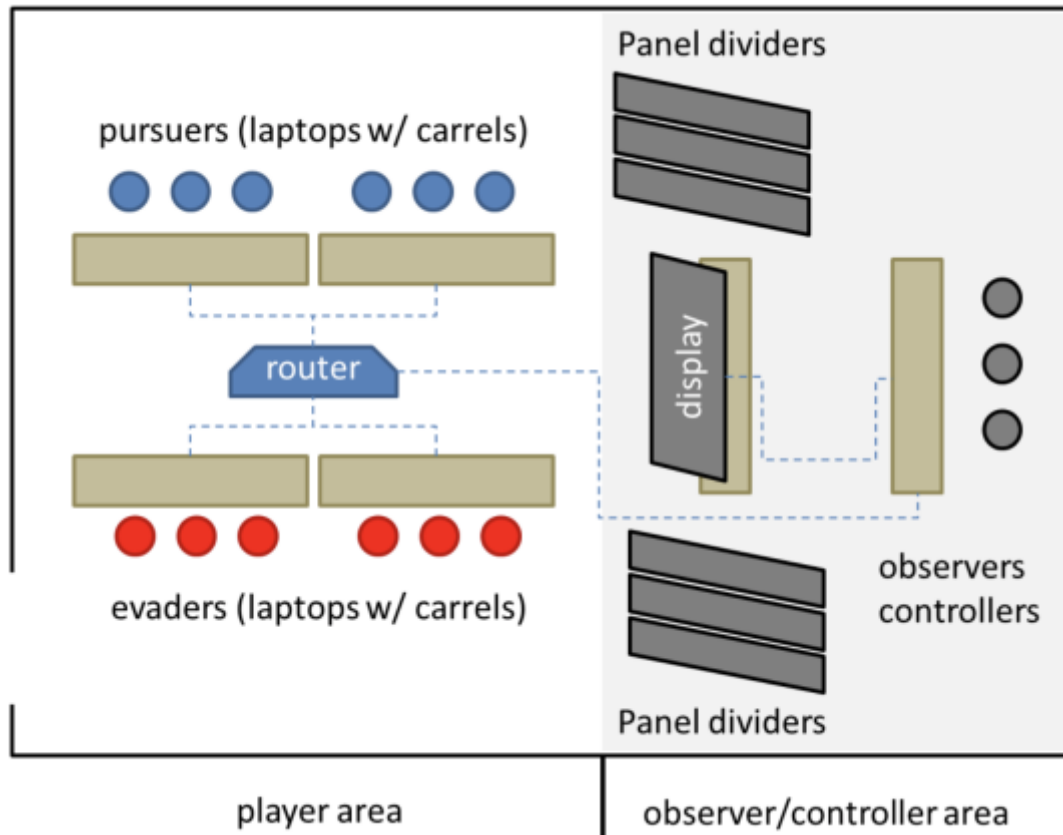 Panel dividers
pursuers (laptops w/ carrels)
router
display
evaders (laptops w/ carrels)
observers
controllers
Panel dividers
player area
observer/controller area